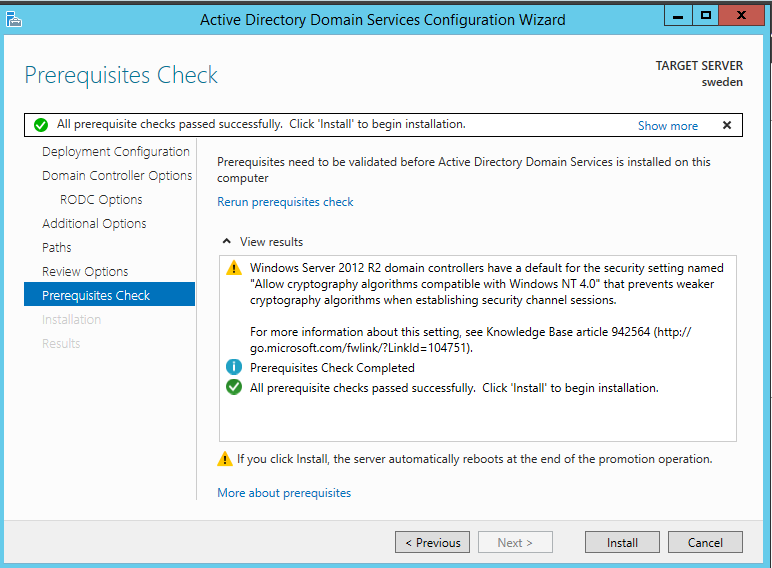 Active Directory Domain Services Configuration Wizard
Prerequisites Check
TARGET SERVER
sweden
All prerequisite checks passed successfully.  Click 'Install' to begin installation.
Show more
Deployment Configuration
Domain Controller Options
RODC Options
Additional Options
Paths
Review Options
Prerequisites Check
Installation
Results
Prerequisites need to be validated before Active Directory Domain Services is installed on this
computer
Rerun prerequisites check
View results
Windows Server 2012 R2 domain controllers have a default for the security setting named
"Allow cryptography algorithms compatible with Windows NT 4.0" that prevents weaker
cryptography algorithms when establishing security channel sessions.
For more information about this setting, see Knowledge Base article 942564 (http://
go.microsoft.com/fwlink/?LinkId=104751).
Prerequisites Check Completed
All prerequisite checks passed successfully.  Click 'Install' to begin installation.
If you click Install, the server automatically reboots at the end of the promotion operation.
More about prerequisites
< Previous
Next >
Install
Cancel